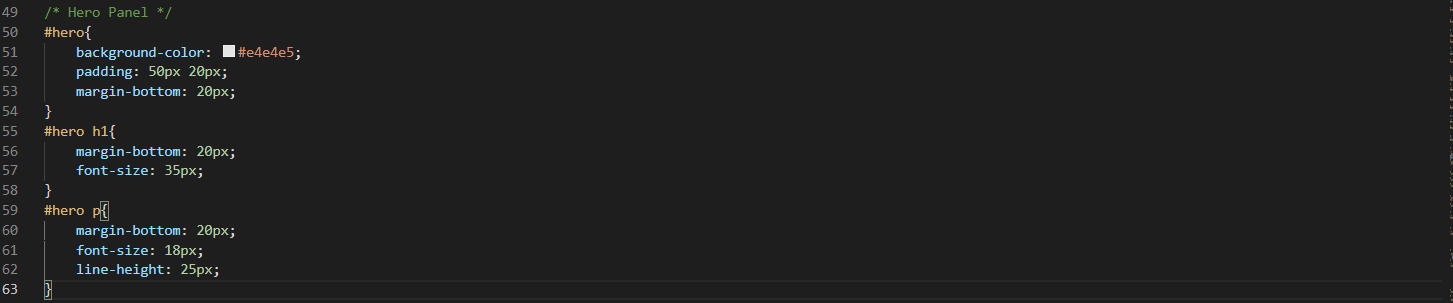 49 /* Hero Panel */
50 #hero{
51     background-color: #e4e4e5;
52     padding: 50px 20px;
53     margin-bottom: 20px;
54 }
55 #hero h1{
56     margin-bottom: 20px;
57     font-size: 35px;
58 }
59 #hero p{
60     margin-bottom: 20px;
61     font-size: 18px;
62     line-height: 25px;
63 }